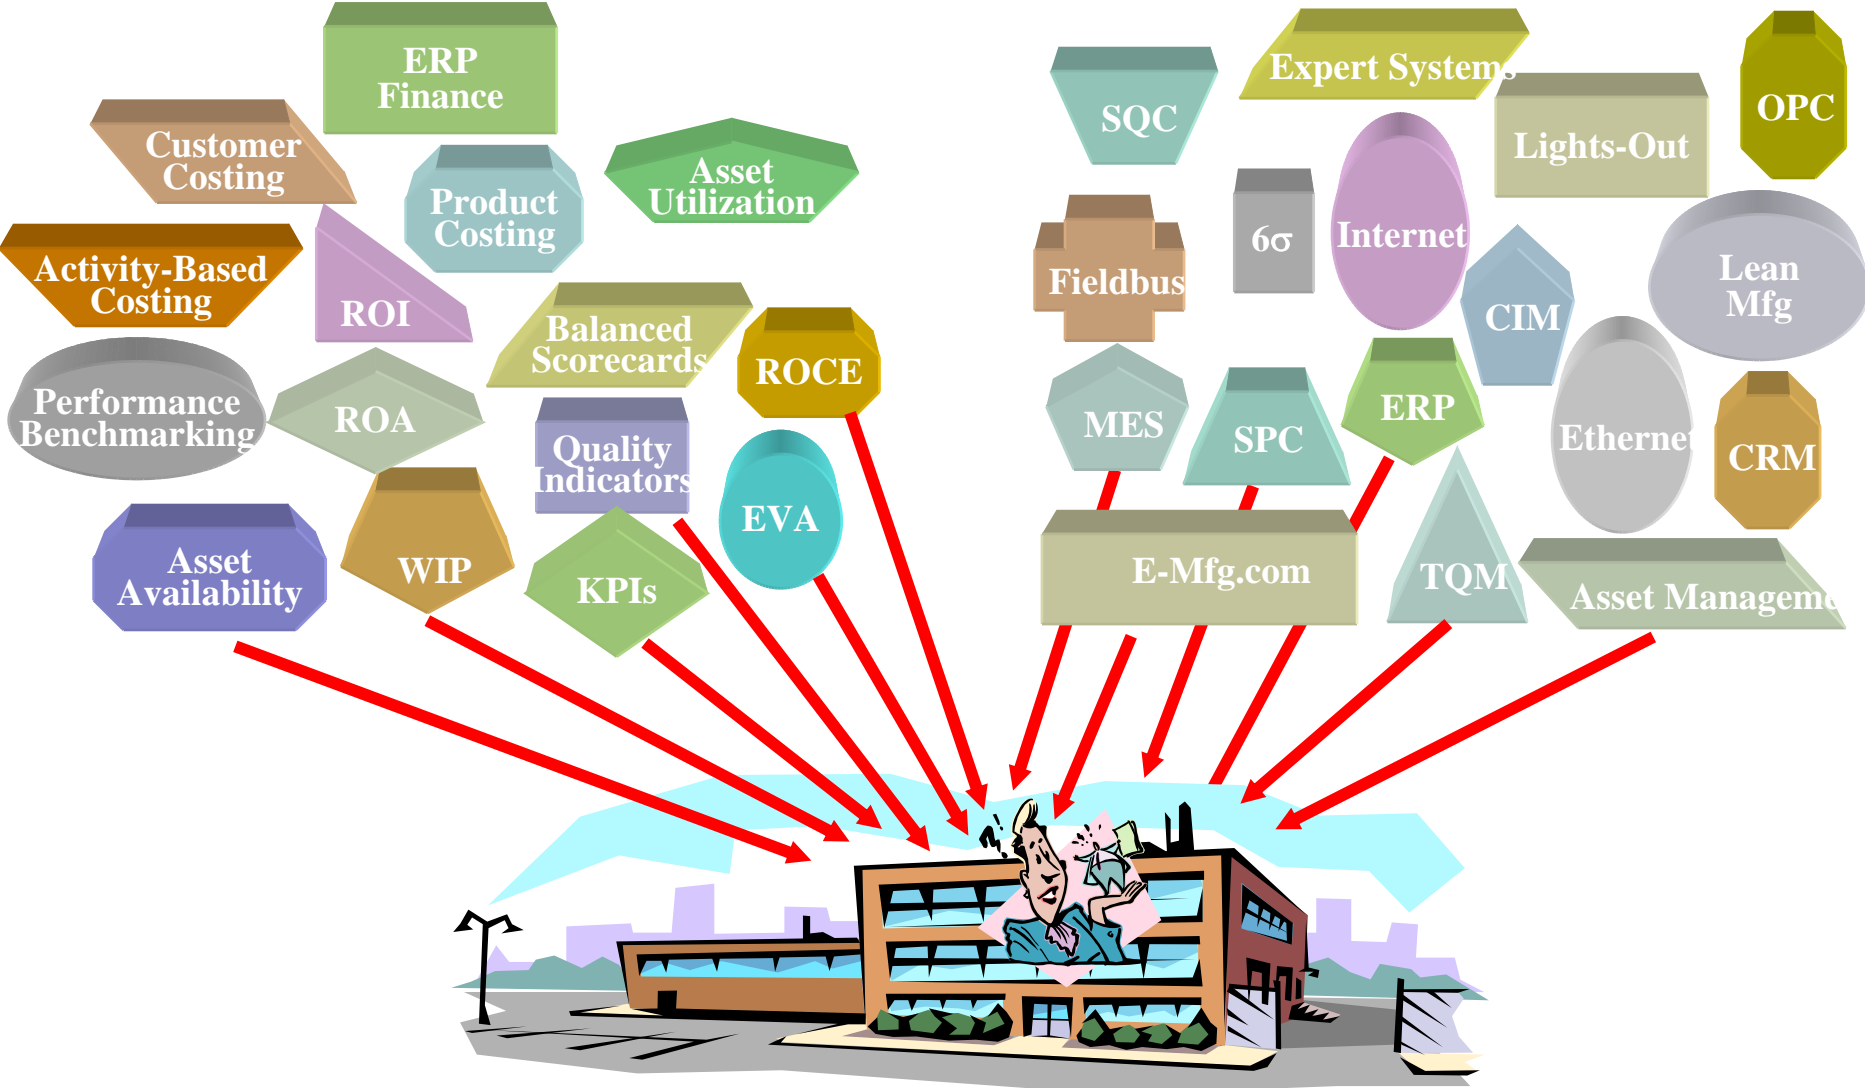 ERP
Finance
Customer
Costing
Product
Costing
Asset
Utilization
Activity-Based
Costing
ROI
Balanced
Scorecards
ROCE
Performance
Benchmarking
ROA
Quality
Indicators
EVA
Asset
Availability
WIP
KPIs
SQC
Expert Systems
OPC
Lights-Out
Fieldbus
6σ
Internet
CIM
Lean
Mfg
MES
SPC
ERP
Ethernet
CRM
E-Mfg.com
TQM
Asset Manageme